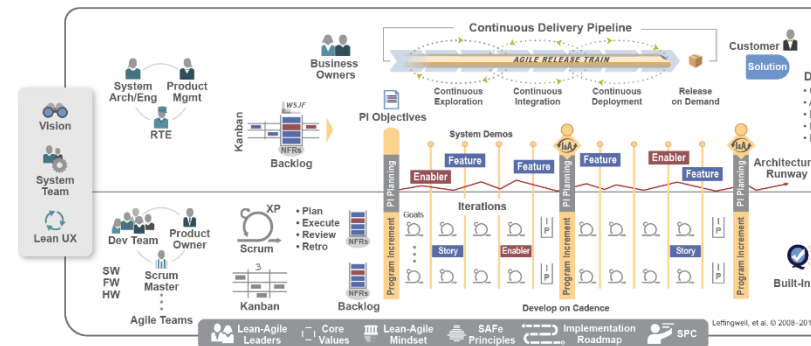 Continuous Delivery Pipeline
Business
Owners
AGILE RELEASE TRAIN
Customer
Solution
Continuous
Exploration
Continuous
Integration
Continuous
Deployment
Release
on Demand
System
Arch/Eng
Product
Mgmt
RTE
Vision
System
Team
Lean UX
Kanban
WSJF
NFRs
Backlog
PI Objectives
System Demos
PI Planning
Enabler
Feature
Feature
Feature
I&A
PI Planning
Feature
Enabler
Feature
I&A
PI Planning
Architectur
Runway
D
Dev Team
Product
Owner
Scrum
Master
SW
FW
HW
Agile Teams
XP
Scrum
• Plan
• Execute
• Review
• Retro
3
Kanban
NFRs
NFRs
Backlog
Program Increment
Goals
Iterations
Story
Enabler
I P
I P
Program Increment
Story
I P
I P
Program Increment
Develop on Cadence
Built-In
Leffingwell, et al. © 2008–201
Lean-Agile
Leaders
Core
Values
Lean-Agile
Mindset
SAFe
Principles
Implementation
Roadmap
SPC